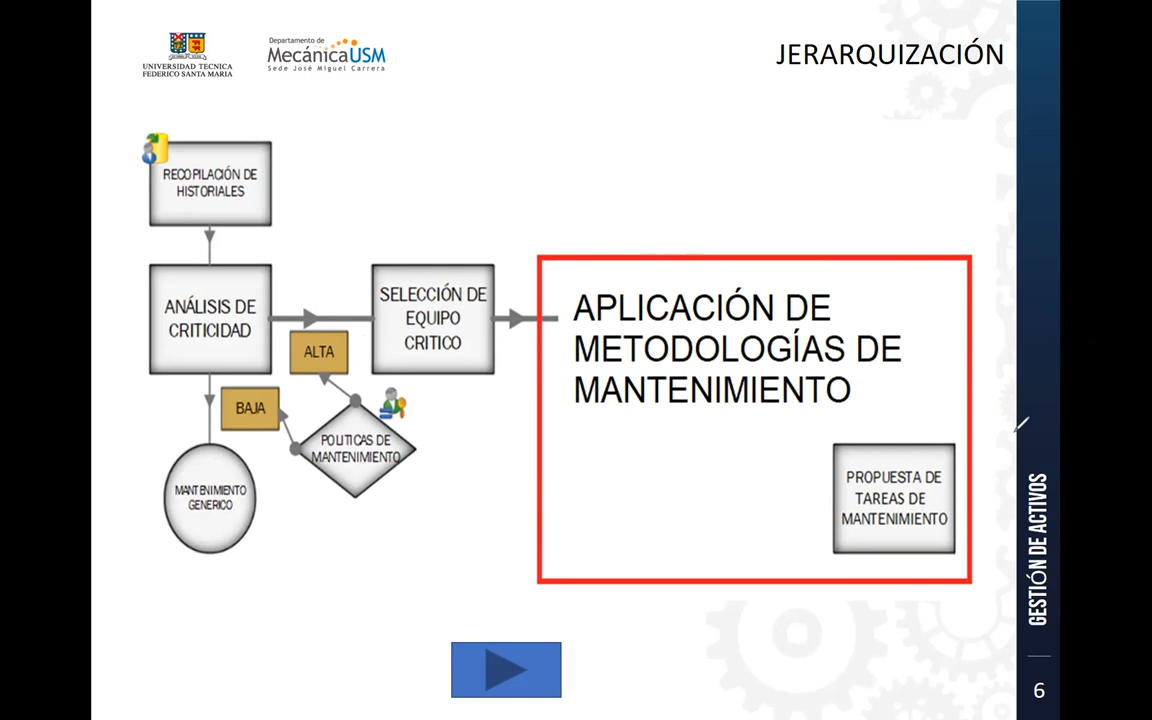 UNIVERSIDAD TECNICA
FEDERICO SANTA MARIA
Departamento de
MecánicaUSM
Sede José Miguel Carrera
JERARQUIZACIÓN
RECOPILACIÓN DE
HISTORIALES
ANÁLISIS DE
CRITICIDAD
SELECCIÓN DE
EQUIPO
CRITICO
ALTA
BAJA
POLITICAS DE
MANTENIMIENTO
MANTENIMIENTO
GENERICO
APLICACIÓN DE
METODOLOGÍAS DE
MANTENIMIENTO
PROPUESTA DE
TAREAS DE
MANTENIMIENTO
GESTIÓN DE ACTIVOS
6